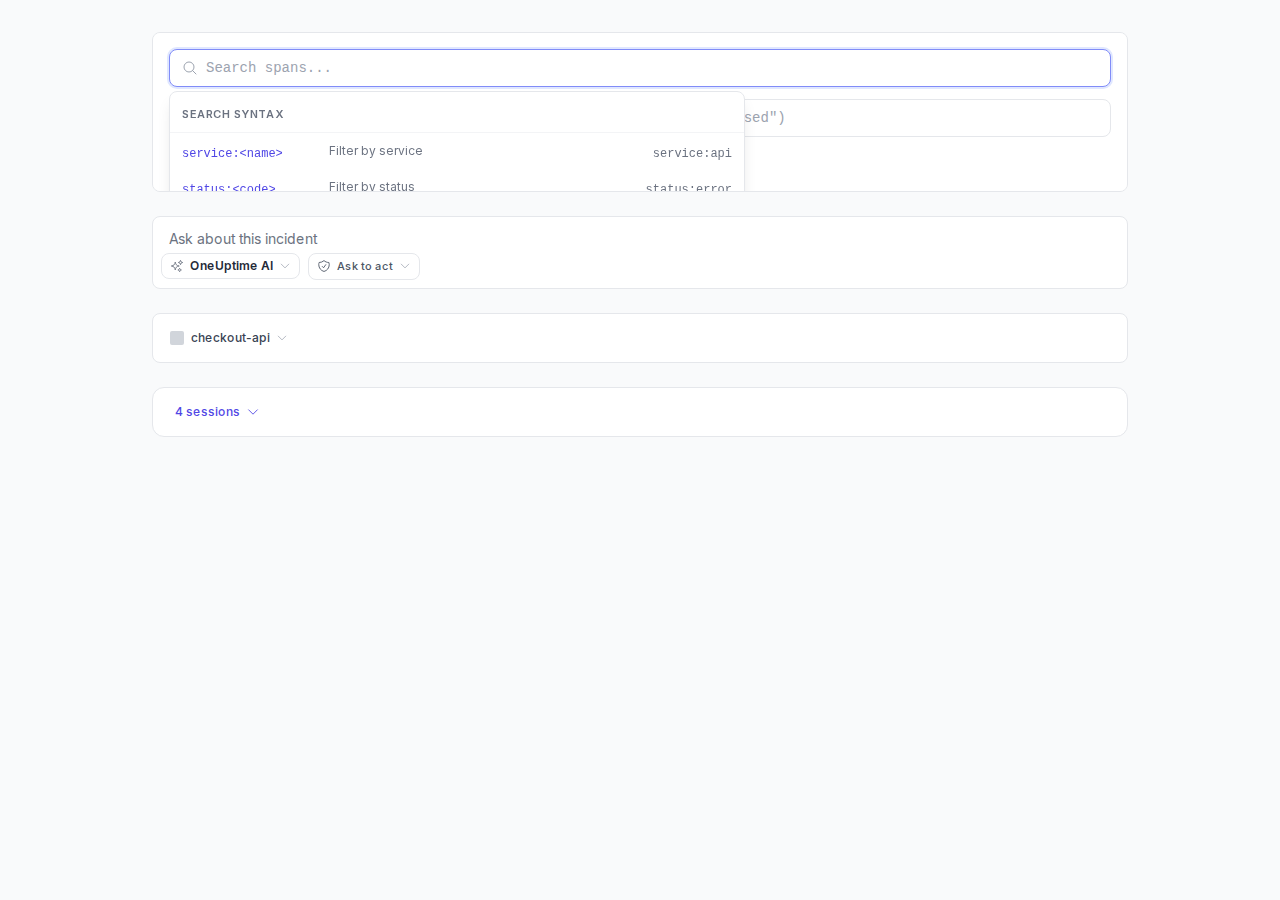 Search spans...
SEARCH SYNTAX
sed")
service:<name> Filter by service service:api
status:<code> Filter by status status:error
Ask about this incident
OneUptime AI Ask to act
checkout-api
4 sessions